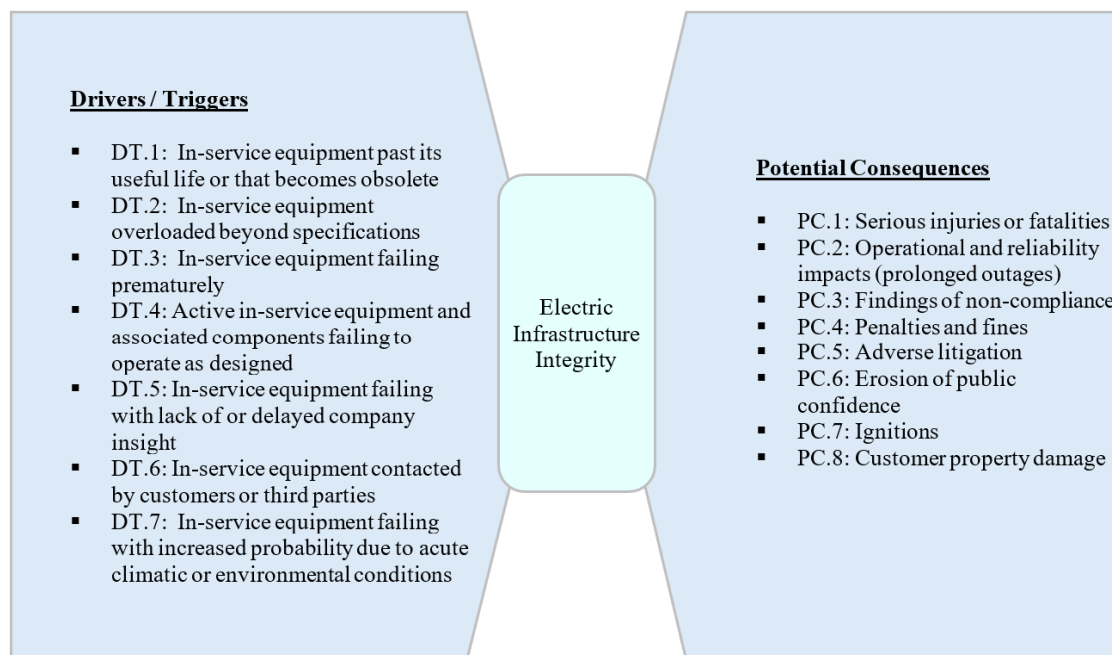 Drivers / Triggers
▪ DT.1: In-service equipment past its
useful life or that becomes obsolete
▪ DT.2: In-service equipment
overloaded beyond specifications
▪ DT.3: In-service equipment failing
prematurely
▪ DT.4: Active in-service equipment and
associated components failing to
operate as designed
▪ DT.5: In-service equipment failing
with lack of or delayed company
insight
▪ DT.6: In-service equipment contacted
by customers or third parties
▪ DT.7: In-service equipment failing
with increased probability due to acute
climatic or environmental conditions
Electric
Infrastructure
Integrity
Potential Consequences
▪ PC.1: Serious injuries or fatalities
▪ PC.2: Operational and reliability
impacts (prolonged outages)
▪ PC.3: Findings of non-compliance
▪ PC.4: Penalties and fines
▪ PC.5: Adverse litigation
▪ PC.6: Erosion of public
confidence
▪ PC.7: Ignitions
▪ PC.8: Customer property damage